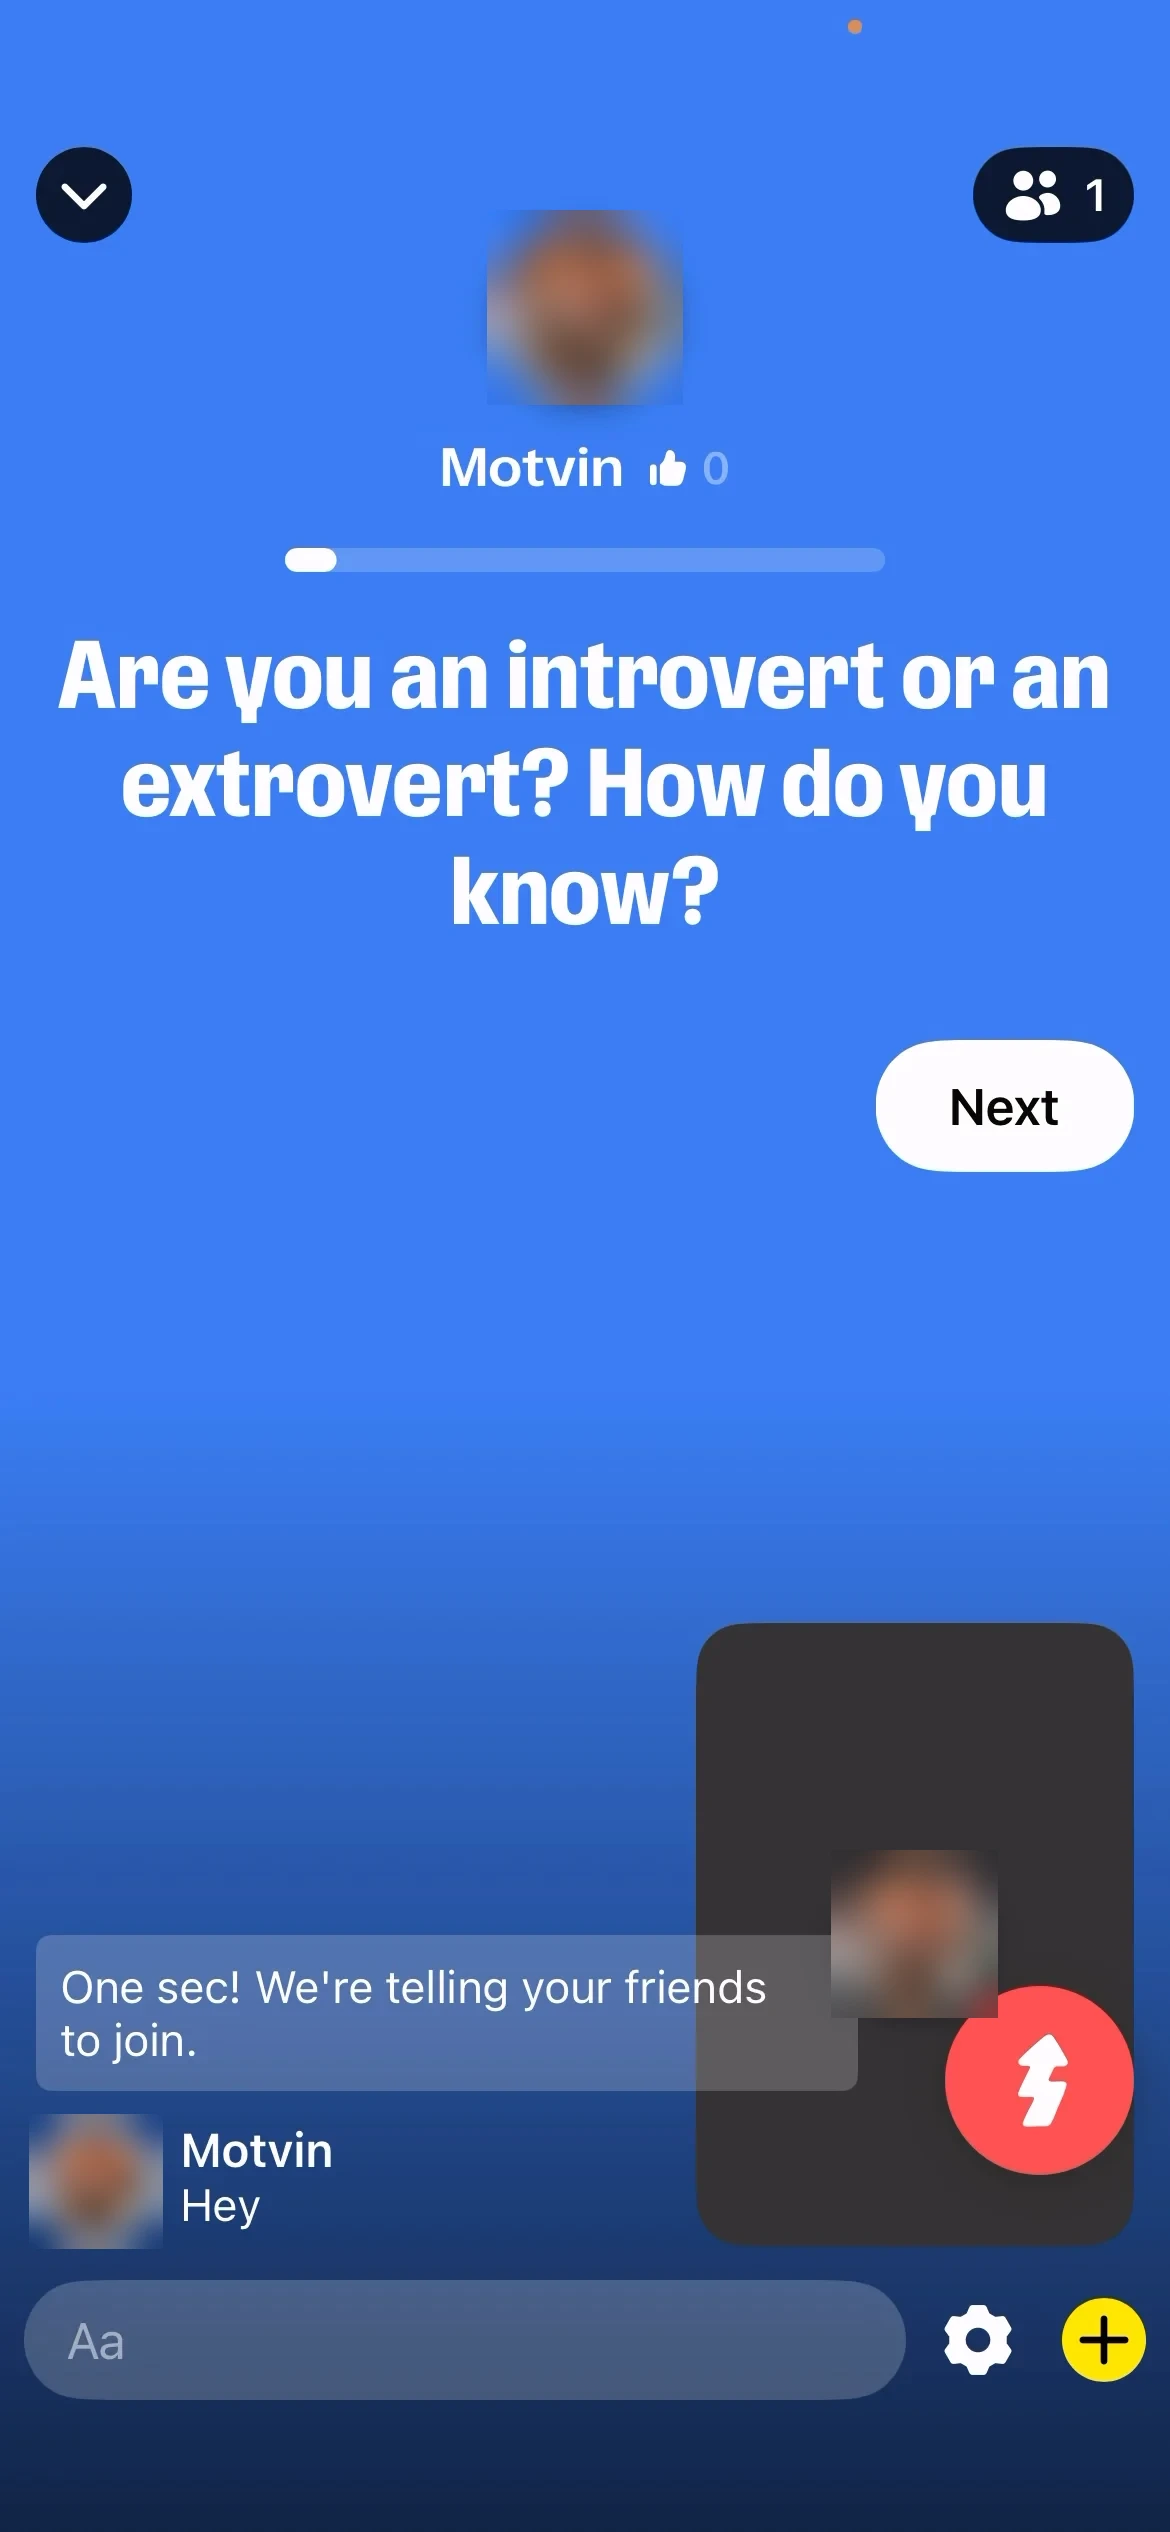 1
Motvin 0
Are you an introvert or an
extrovert? How do you
know?
Next
One sec! We're telling your friends
to join.
Motvin
Hey
Aa